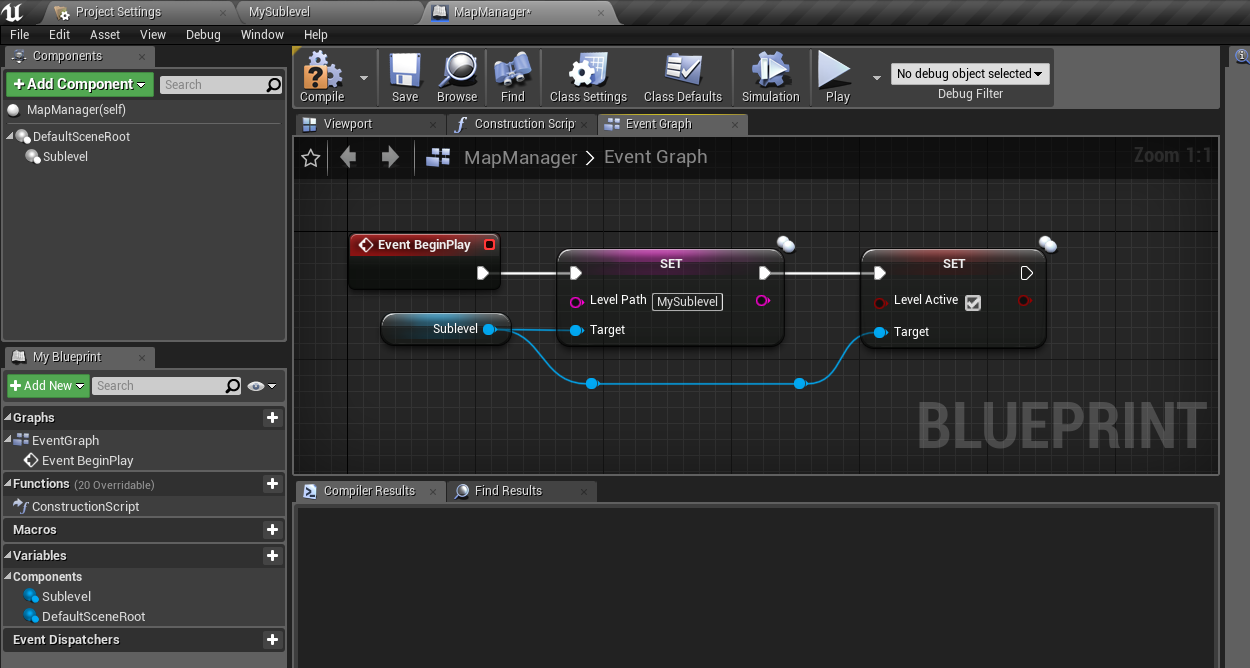 Project Settings
MySublevel
MapManager*
File Edit Asset View Debug Window Help
Components
+Add Component
Search
MapManager(self)
DefaultSceneRoot
Sublevel
Compile
Save
Browse
Find
Class Settings
Class Defaults
Simulation
Play
No debug object selected
Debug Filter
Viewport
Construction Scrip
Event Graph
MapManager > Event Graph
Zoom 1:1
Event BeginPlay
Sublevel
SET
Level Path MySublevel
Target
SET
Level Active
Target
BLUEPRINT
My Blueprint
+Add New
Search
Graphs
EventGraph
Event BeginPlay
Functions (20 Overridable)
ConstructionScript
Macros
Variables
Components
Sublevel
DefaultSceneRoot
Event Dispatchers
Compiler Results
Find Results